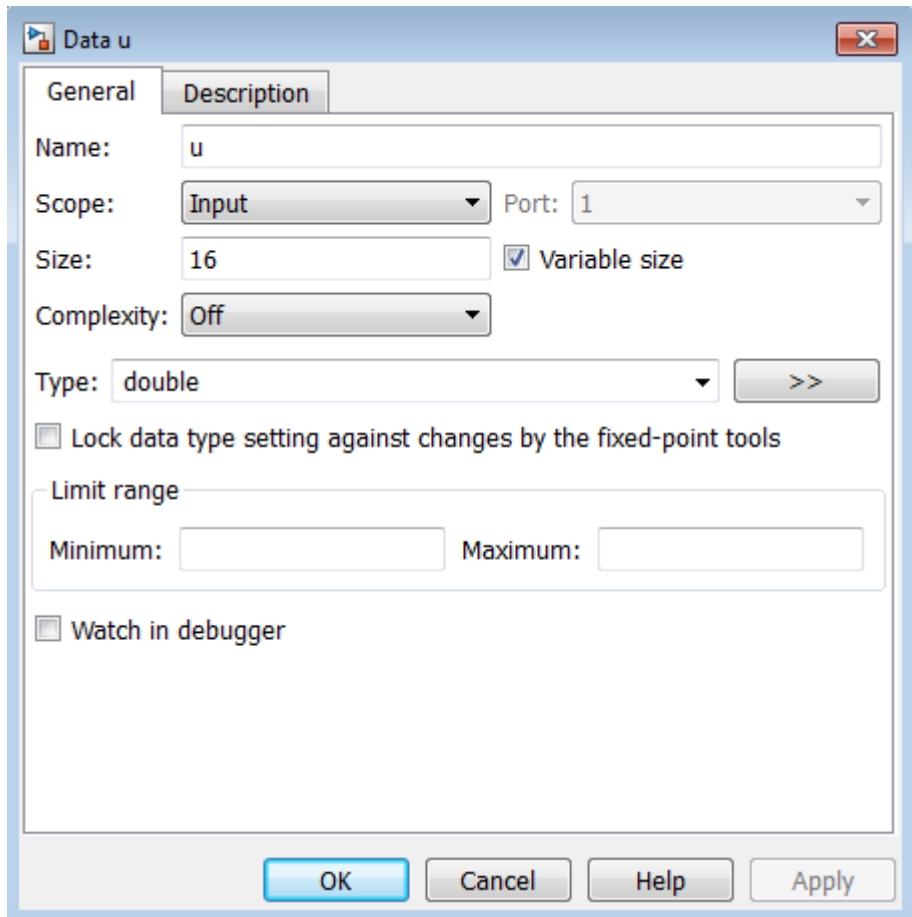 Data u
General Description
Name: u
Scope: Input Port: 1
Size: 16 Variable size
Complexity: Off
Type: double >>
Lock data type setting against changes by the fixed-point tools
Limit range
Minimum: Maximum:
Watch in debugger
OK Cancel Help Apply